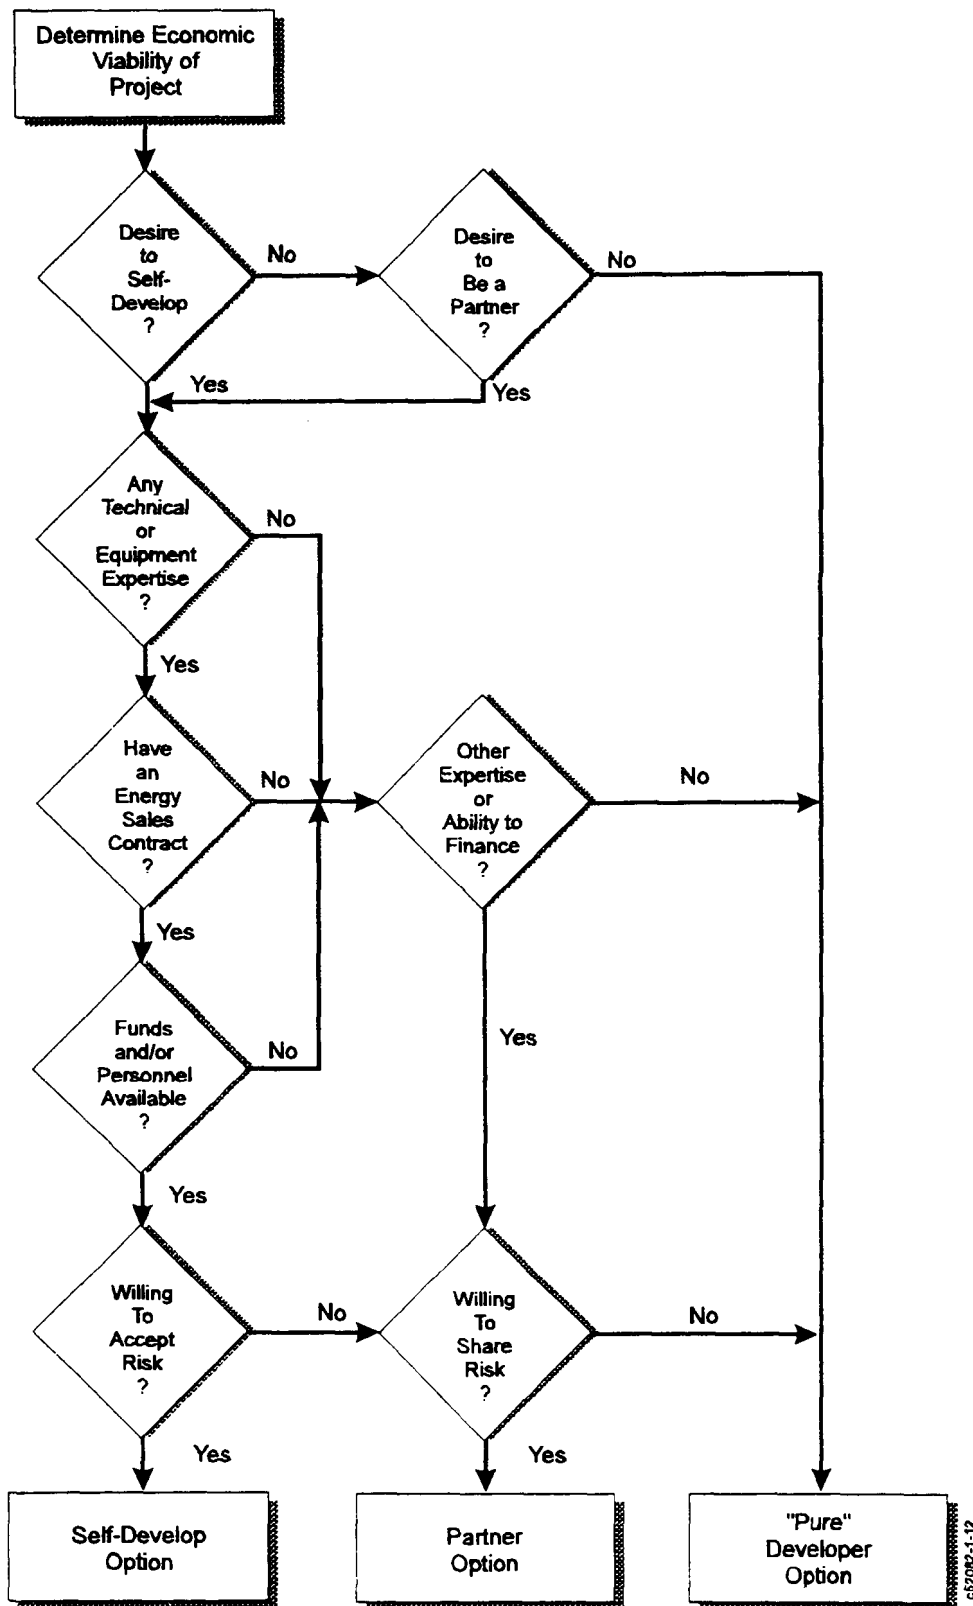 Determine Economic
Viability of
Project
Desire
to
Self-
Develop
?
No
Desire
to
Be a
Partner
?
No
Yes
Yes
Any
Technical
or
Equipment
Expertise
?
No
Yes
Have
an
Energy
Sales
Contract
?
No
Other
Expertise
or
Ability to
Finance
?
No
Yes
Funds
and/or
Personnel
Available
?
No
Yes
Yes
Willing
To
Accept
Risk
?
No
Willing
To
Share
Risk
?
No
Yes
Yes
Self-Develop
Option
Partner
Option
"Pure"
Developer
Option
c52082-1-12